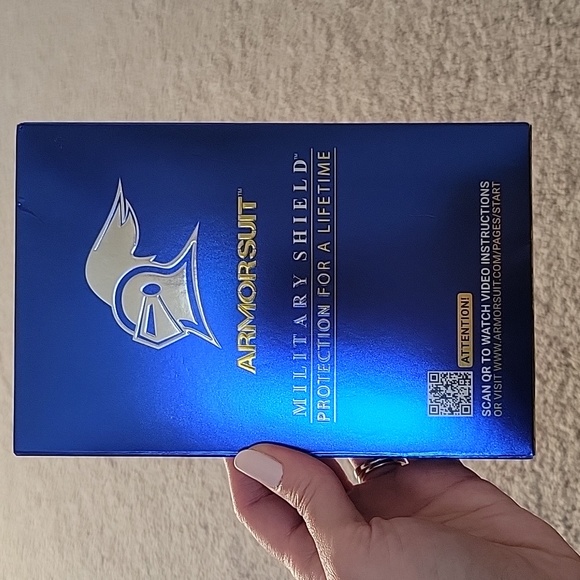 ARMORSUIT™
MILITARY SHIELD™
PROTECTION FOR A LIFETIME
ATTENTION!
SCAN QR TO WATCH VIDEO INSTRUCTIONS
OR VISIT WWW.ARMORSUIT.COM/PAGES/START